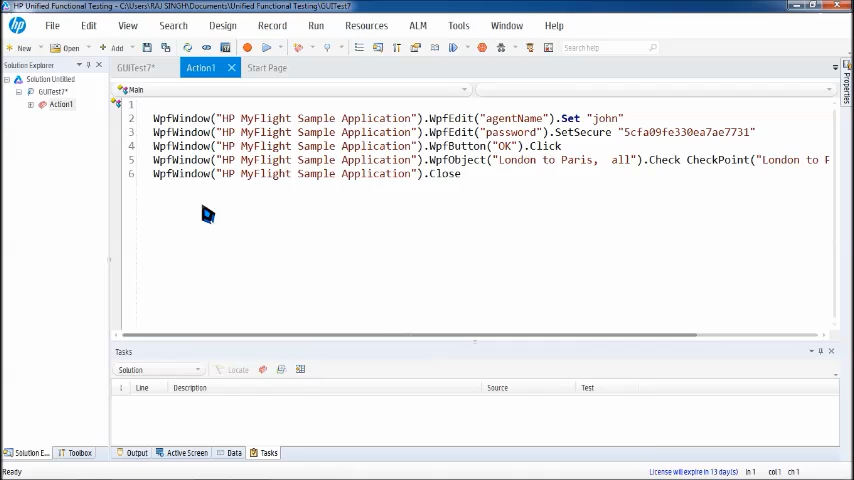 HP Unified Functional Testing - C:\Users\RAJ SINGH\Documents\Unified Functional Testing\GUITest7
File Edit View Search Design Record Run Resources ALM Tools Window Help
New Open Add Search help
Solution Explorer
GUITest7* Action1 Start Page
Solution Untitled
GUITest7*
Action1
Main
Properties
1
2 WpfWindow("HP MyFlight Sample Application").WpfEdit("agentName").Set "john"
3 WpfWindow("HP MyFlight Sample Application").WpfEdit("password").SetSecure "5cfa09fe330ea7ae7731"
4 WpfWindow("HP MyFlight Sample Application").WpfButton("OK").Click
5 WpfWindow("HP MyFlight Sample Application").WpfObject("London to Paris,  all").Check CheckPoint("London to P
6 WpfWindow("HP MyFlight Sample Application").Close
Tasks
Solution Locate
! Line Description Source Test
Solution E... Toolbox Output Active Screen Data Tasks
Ready License will expire in 13 day(s) ln 1 col 1 ch 1